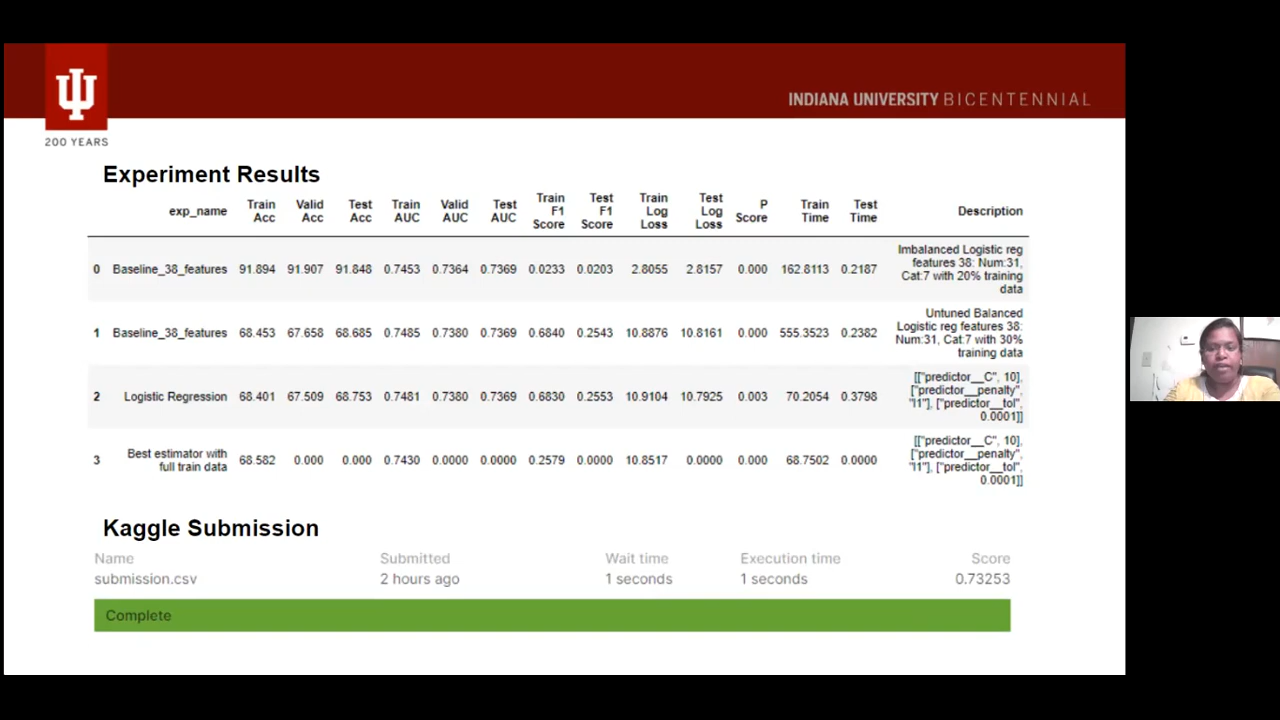 INDIANA UNIVERSITY BICENTENNIAL
200 YEARS
Experiment Results
exp_name Train Acc Valid Acc Test Acc Train AUC Valid AUC Test AUC Train F1 Score Test F1 Score Train Log Loss Test Log Loss P Score Train Time Test Time Description
0 Baseline_38_features 91.894 91.907 91.848 0.7453 0.7364 0.7369 0.0233 0.0203 2.8055 2.8157 0.000 162.8113 0.2187 Imbalanced Logistic reg
features 38: Num:31,
Cat:7 with 20% training
data
1 Baseline_38_features 68.453 67.658 68.685 0.7485 0.7380 0.7369 0.6840 0.2543 10.8876 10.8161 0.000 555.3523 0.2382 Untuned Balanced
Logistic reg features 38:
Num:31, Cat:7 with 30%
training data
2 Logistic Regression 68.401 67.509 68.753 0.7481 0.7380 0.7369 0.6830 0.2553 10.9104 10.7925 0.003 70.2054 0.3798 [["predictor__C", 10],
["predictor__penalty",
"l1"], ["predictor__tol",
0.0001]]
3 Best estimator with
full train data 68.582 0.000 0.000 0.7430 0.0000 0.0000 0.2579 0.0000 10.8517 0.0000 0.000 68.7502 0.0000 [["predictor__C", 10],
["predictor__penalty",
"l1"], ["predictor__tol",
0.0001]]
Kaggle Submission
Name Submitted Wait time Execution time Score
submission.csv 2 hours ago 1 seconds 1 seconds 0.73253
Complete